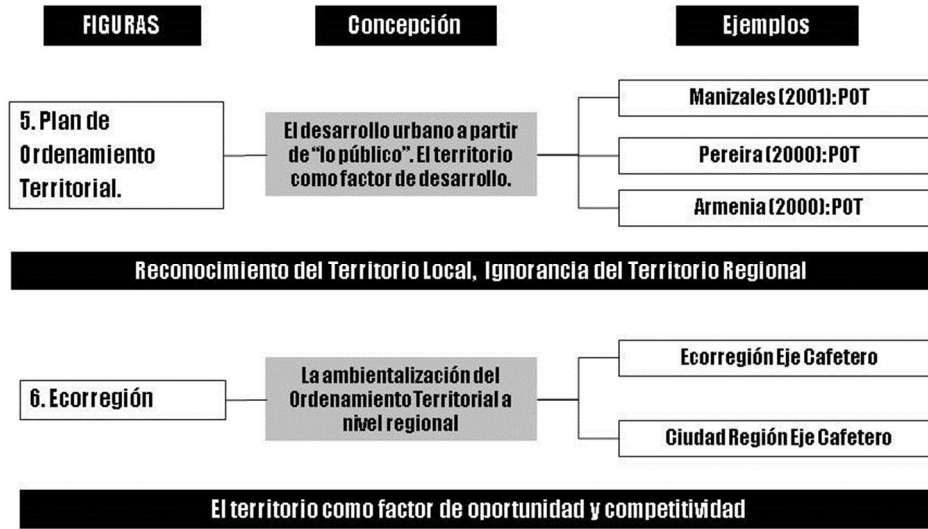 FIGURAS
Concepción
Ejemplos
5. Plan de
Ordenamiento
Territorial.
El desarrollo urbano a partir
de “lo público”. El territorio
como factor de desarrollo.
Manizales (2001): POT
Pereira (2000): POT
Armenia (2000): POT
Reconocimiento del Territorio Local, Ignorancia del Territorio Regional
6. Ecorregión
La ambientalización del
Ordenamiento Territorial a
nivel regional
Ecorregión Eje Cafetero
Ciudad Región Eje Cafetero
El territorio como factor de oportunidad y competitividad